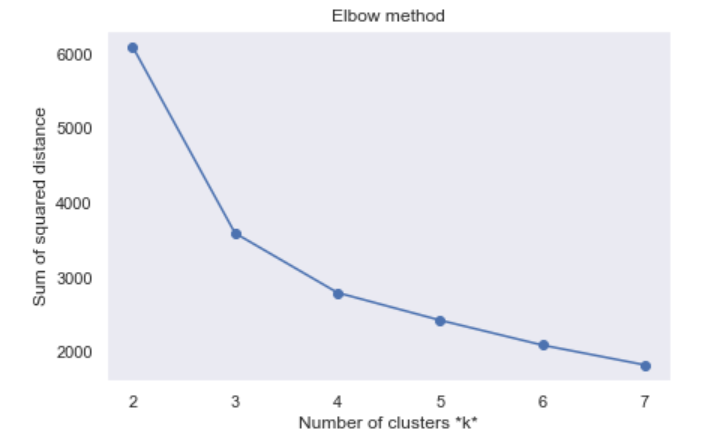 Elbow method
6000
5000
4000
3000
2000
Sum of squared distance
2 3 4 5 6 7
Number of clusters *k*